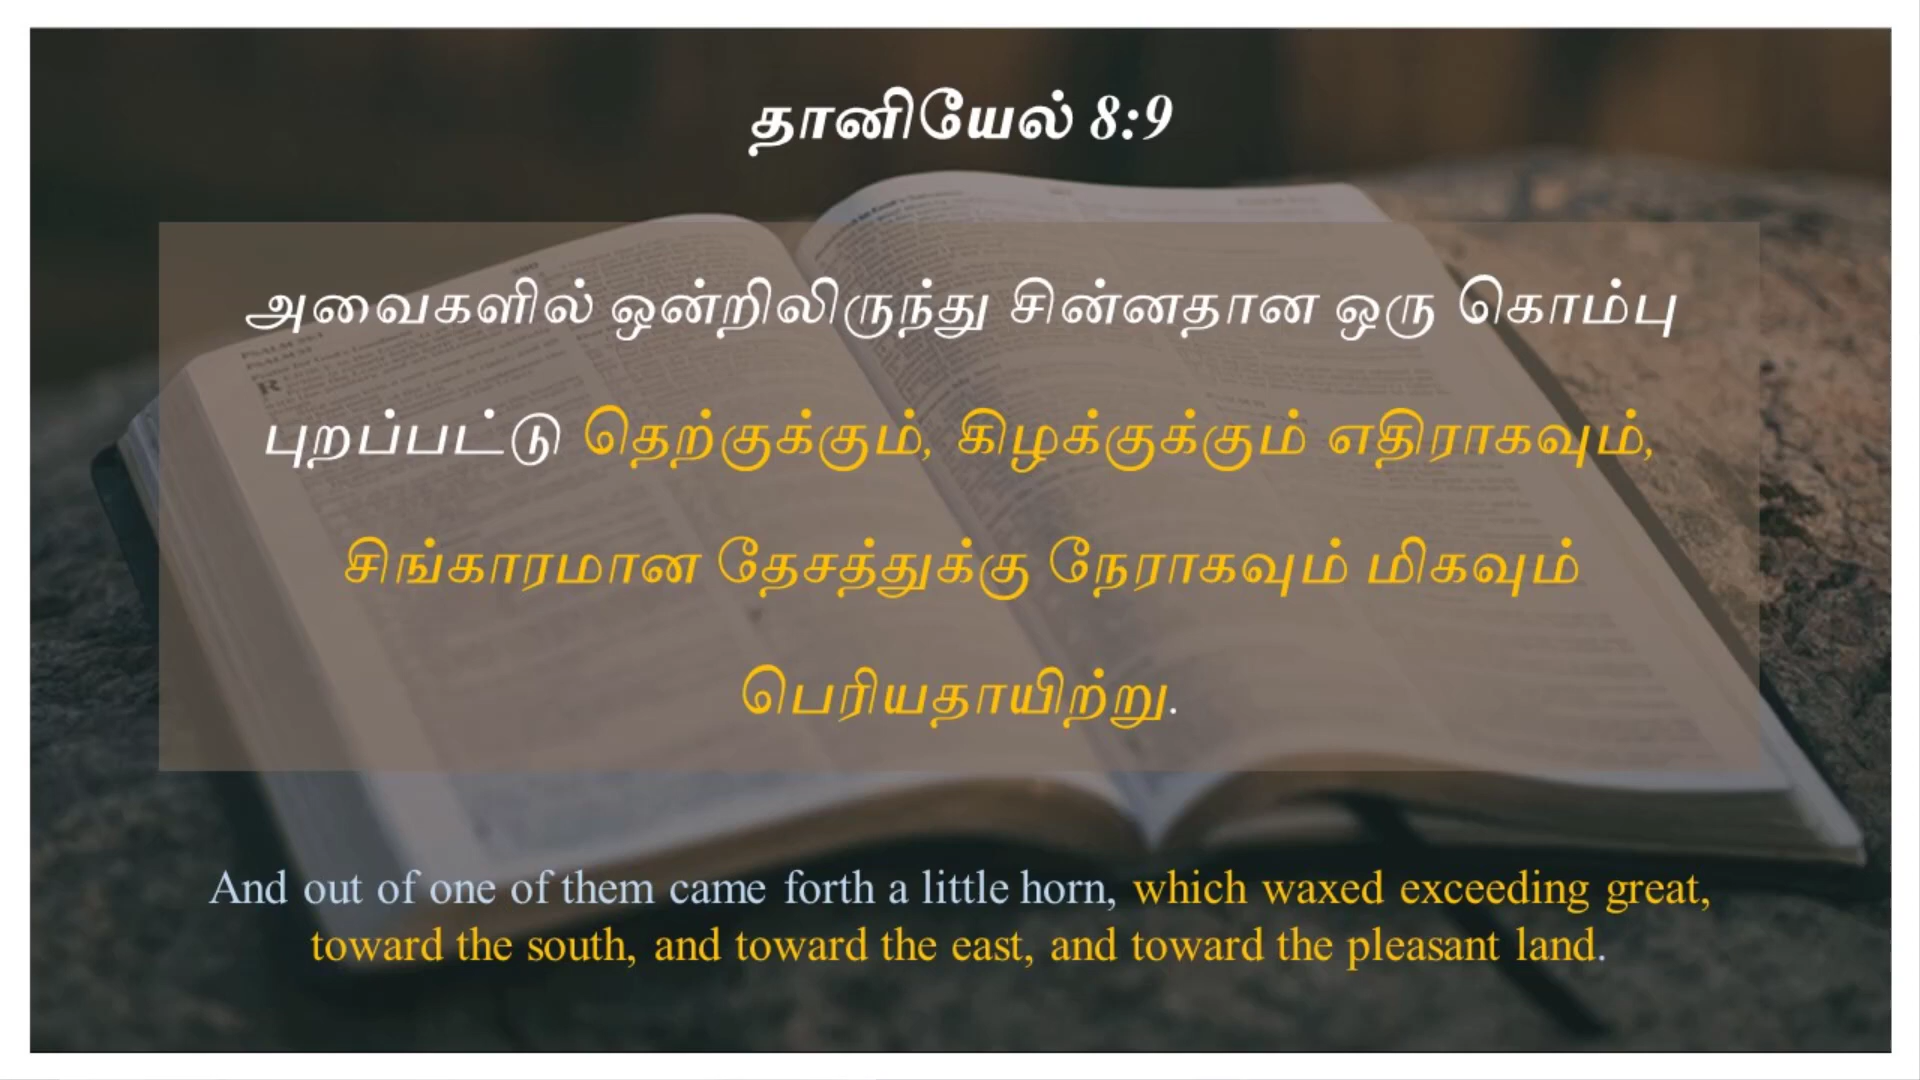 தானியேல் 8:9
அவைகளில் ஒன்றிலிருந்து சின்னதான ஒரு கொம்பு
புறப்பட்டு தெற்குக்கும், கிழக்குக்கும் எதிராகவும்,
சிங்காரமான தேசத்துக்கு நேராகவும் மிகவும்
பெரியதாயிற்று.
And out of one of them came forth a little horn, which waxed exceeding great,
toward the south, and toward the east, and toward the pleasant land.